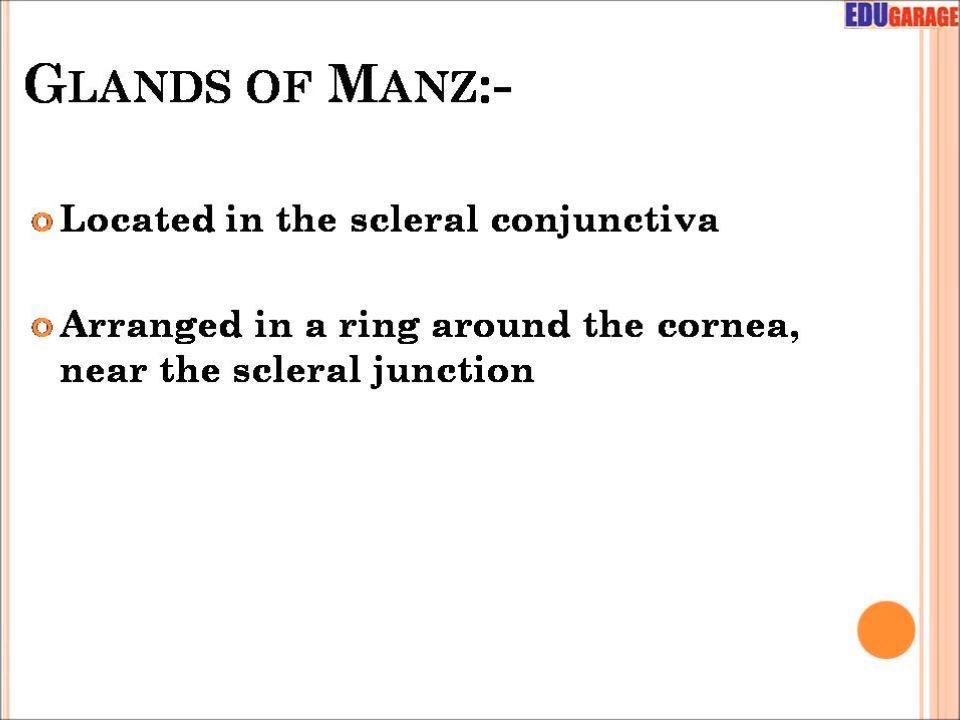 EDUGARAGE
GLANDS OF MANZ:-
Located in the scleral conjunctiva
Arranged in a ring around the cornea,
near the scleral junction